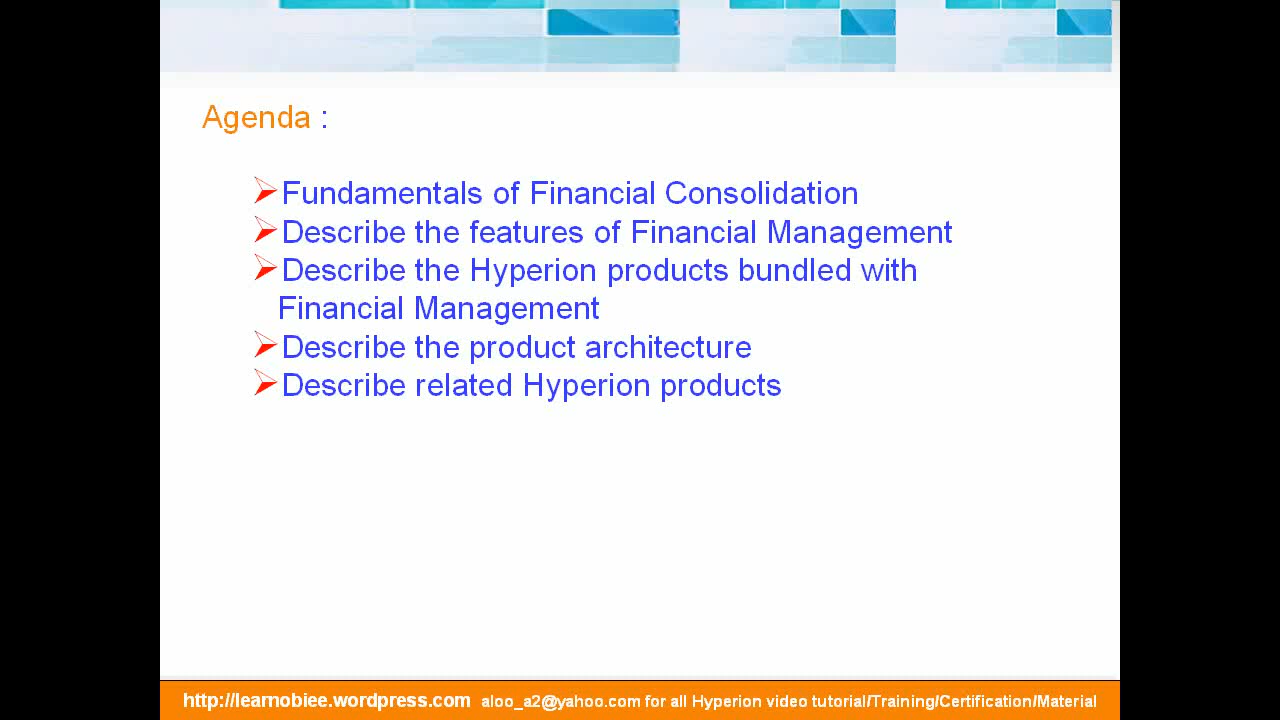 Agenda :
Fundamentals of Financial Consolidation
Describe the features of Financial Management
Describe the Hyperion products bundled with
Financial Management
Describe the product architecture
Describe related Hyperion products
http://learnobiee.wordpress.com aloo_a2@yahoo.com for all Hyperion video tutorial/Training/Certification/Material